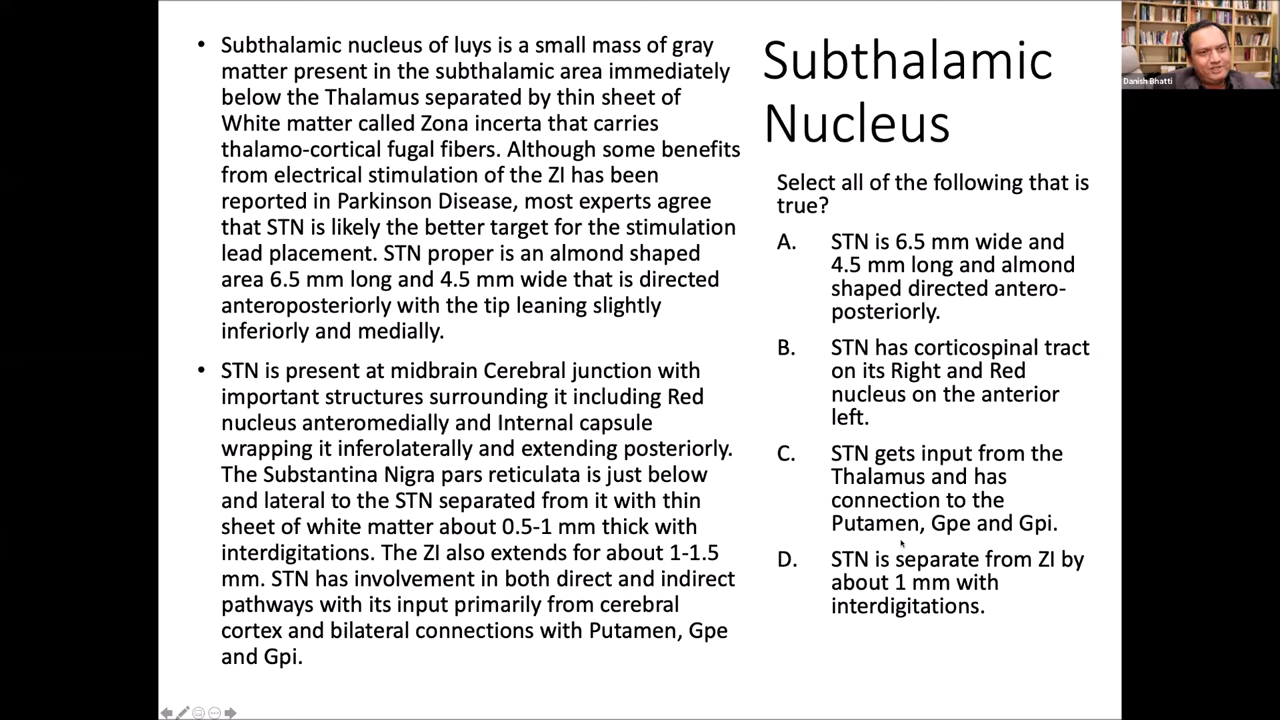 • Subthalamic nucleus of luys is a small mass of gray
matter present in the subthalamic area immediately
below the Thalamus separated by thin sheet of
White matter called Zona incerta that carries
thalamo-cortical fugal fibers. Although some benefits
from electrical stimulation of the ZI has been
reported in Parkinson Disease, most experts agree
that STN is likely the better target for the stimulation
lead placement. STN proper is an almond shaped
area 6.5 mm long and 4.5 mm wide that is directed
anteroposteriorly with the tip leaning slightly
inferiorly and medially.
• STN is present at midbrain Cerebral junction with
important structures surrounding it including Red
nucleus anteromedially and Internal capsule
wrapping it inferolaterally and extending posteriorly.
The Substantina Nigra pars reticulata is just below
and lateral to the STN separated from it with thin
sheet of white matter about 0.5-1 mm thick with
interdigitations. The ZI also extends for about 1-1.5
mm. STN has involvement in both direct and indirect
pathways with its input primarily from cerebral
cortex and bilateral connections with Putamen, Gpe
and Gpi.
Subthalamic
Nucleus
Select all of the following that is
true?
A. STN is 6.5 mm wide and
4.5 mm long and almond
shaped directed antero-
posteriorly.
B. STN has corticospinal tract
on its Right and Red
nucleus on the anterior
left.
C. STN gets input from the
Thalamus and has
connection to the
Putamen, Gpe and Gpi.
D. STN is separate from ZI by
about 1 mm with
interdigitations.
Danish Bhatti